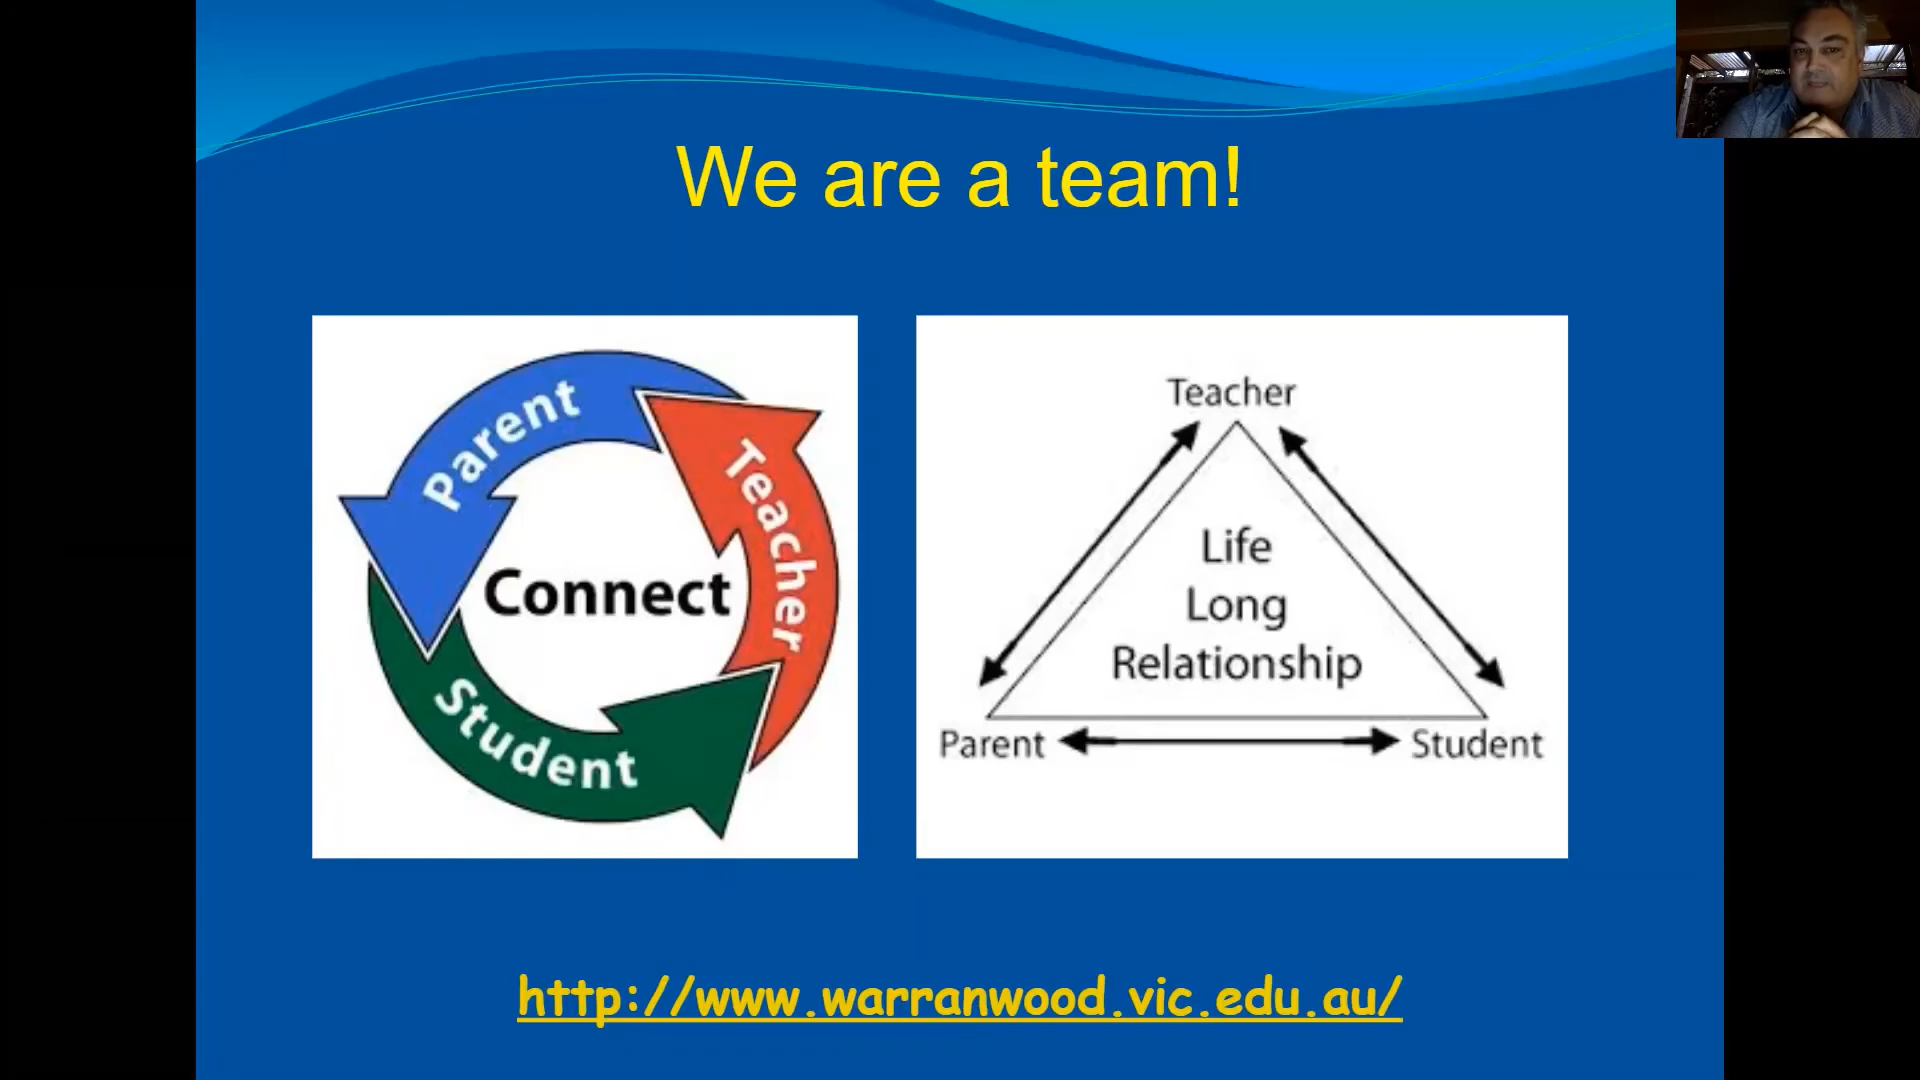 We are a team!
Parent
Teacher
Connect
Student
Teacher
Life
Long
Relationship
Parent
Student
http://www.warranwood.vic.edu.au/